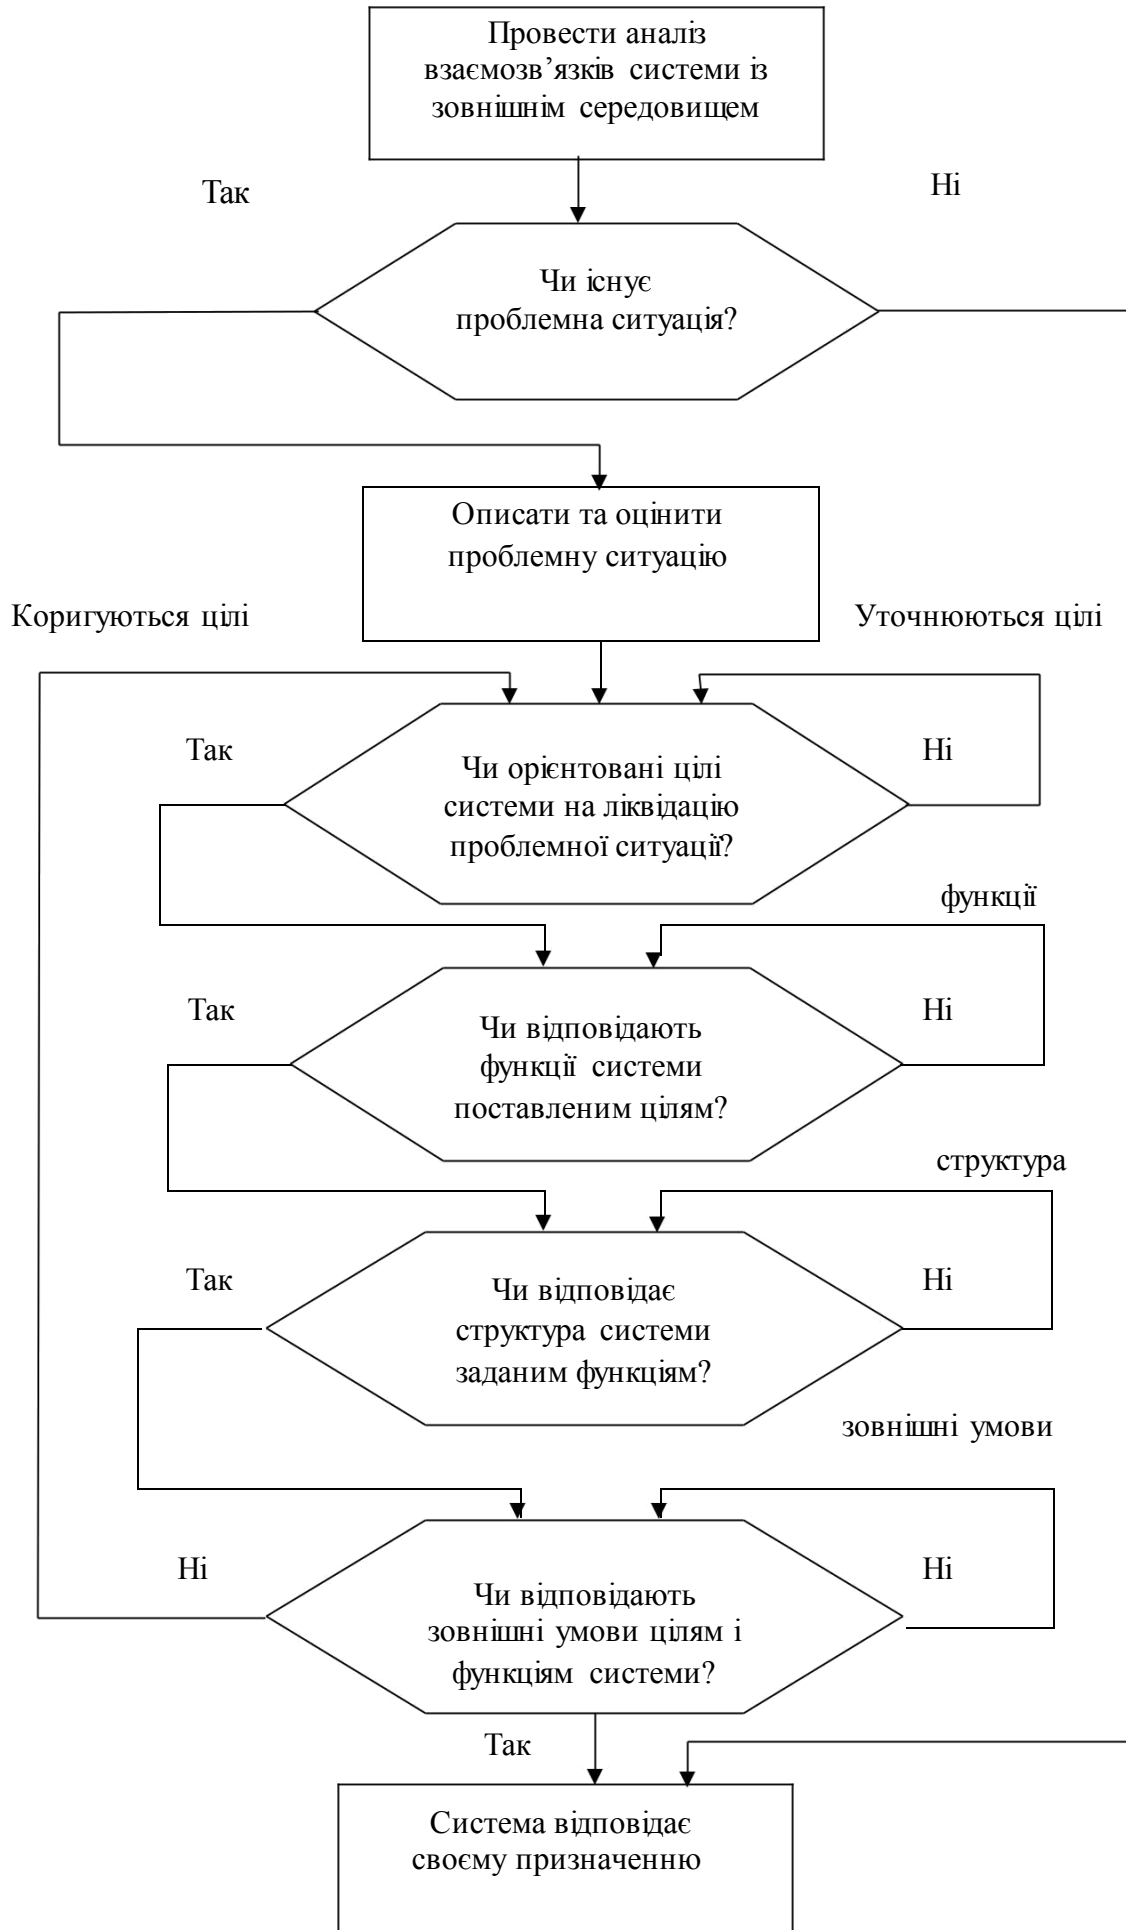 Провести аналіз
взаємозв’язків системи із
зовнішнім середовищем
Так
Ні
Чи існує
проблемна ситуація?
Описати та оцінити
проблемну ситуацію
Коригуються цілі
Уточнюються цілі
Так
Ні
Чи орієнтовані цілі
системи на ліквідацію
проблемної ситуації?
функції
Так
Ні
Чи відповідають
функції системи
поставленим цілям?
структура
Так
Ні
Чи відповідає
структура системи
заданим функціям?
зовнішні умови
Ні
Ні
Чи відповідають
зовнішні умови цілям і
функціям системи?
Так
Система відповідає
своєму призначенню